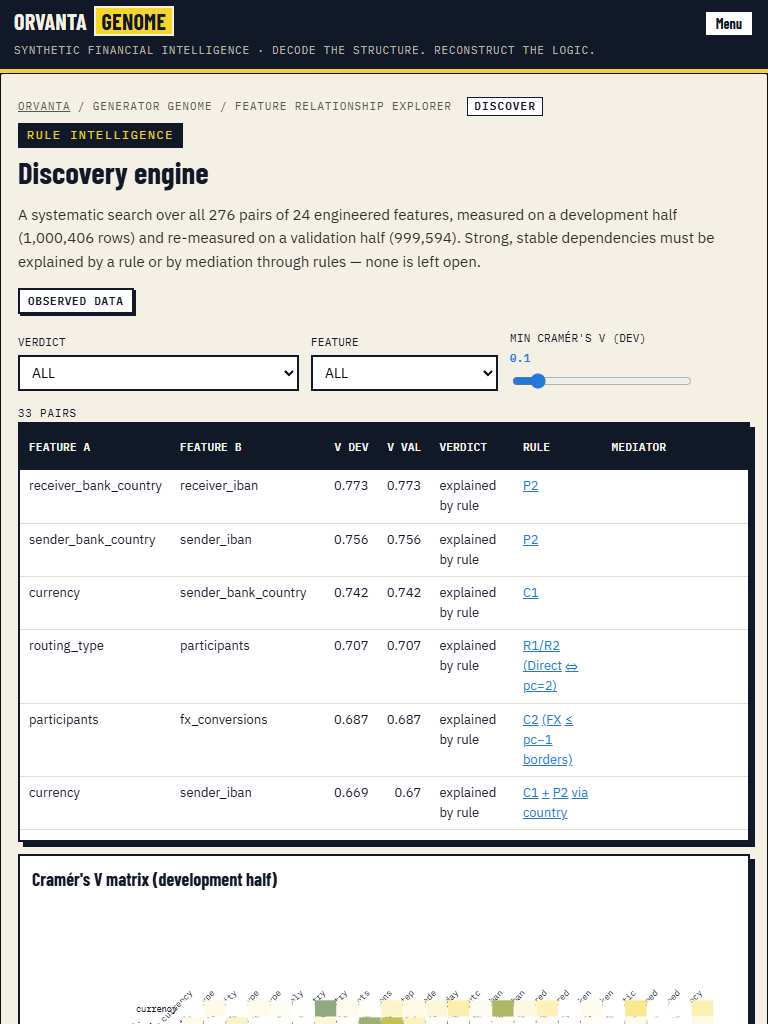 ORVANTA GENOME
Menu
SYNTHETIC FINANCIAL INTELLIGENCE · DECODE THE STRUCTURE. RECONSTRUCT THE LOGIC.
ORVANTA / GENERATOR GENOME / FEATURE RELATIONSHIP EXPLORER DISCOVER
RULE INTELLIGENCE
Discovery engine
A systematic search over all 276 pairs of 24 engineered features, measured on a development half
(1,000,406 rows) and re-measured on a validation half (999,594). Strong, stable dependencies must be
explained by a rule or by mediation through rules — none is left open.
OBSERVED DATA
VERDICT
ALL
FEATURE
ALL
MIN CRAMÉR'S V (DEV)
0.1
33 PAIRS
FEATURE A FEATURE B V DEV V VAL VERDICT RULE MEDIATOR
receiver_bank_country receiver_iban 0.773 0.773 explained by rule P2
sender_bank_country sender_iban 0.756 0.756 explained by rule P2
currency sender_bank_country 0.742 0.742 explained by rule C1
routing_type participants 0.707 0.707 explained by rule R1/R2 (Direct ⇔ pc=2)
participants fx_conversions 0.687 0.687 explained by rule C2 (FX ≤ pc−1 borders)
currency sender_iban 0.669 0.67 explained by rule C1 + P2 via country
Cramér's V matrix (development half)
currency